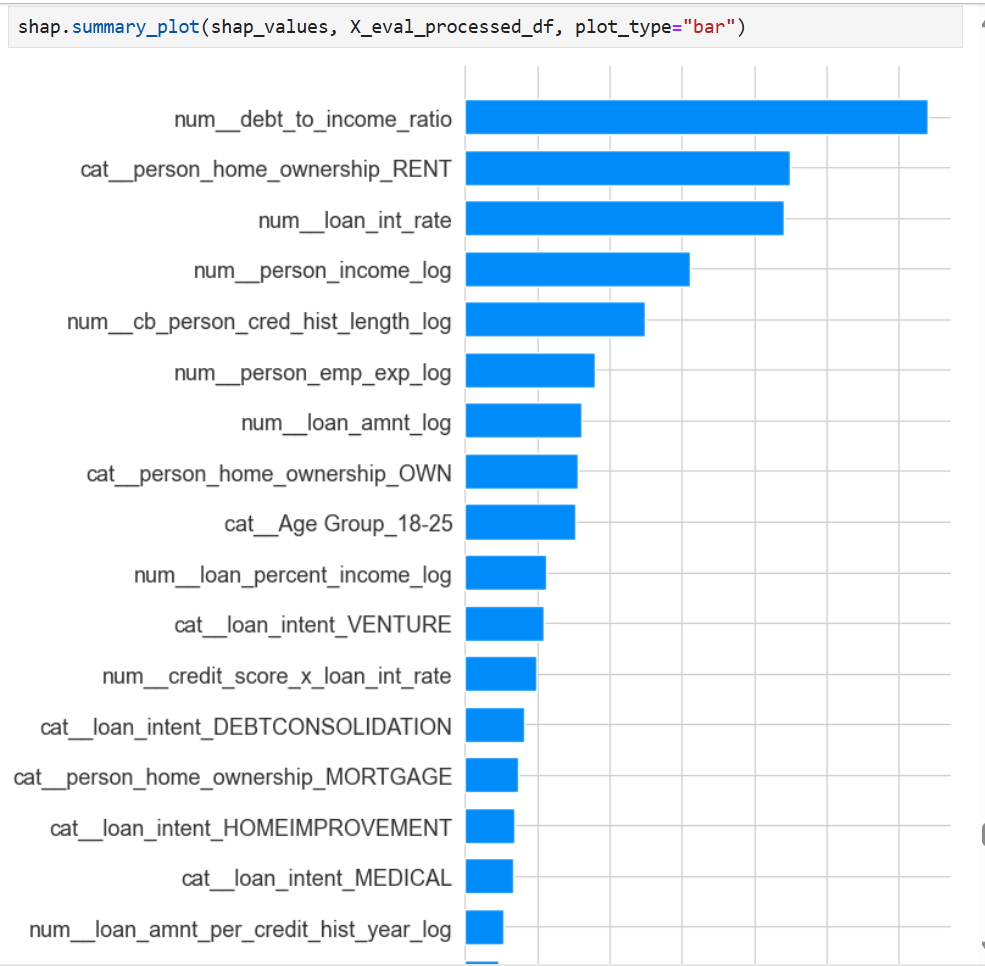 shap.summary_plot(shap_values, X_eval_processed_df, plot_type="bar")
num__debt_to_income_ratio
cat__person_home_ownership_RENT
num__loan_int_rate
num__person_income_log
num__cb_person_cred_hist_length_log
num__person_emp_exp_log
num__loan_amnt_log
cat__person_home_ownership_OWN
cat__Age Group_18-25
num__loan_percent_income_log
cat__loan_intent_VENTURE
num__credit_score_x_loan_int_rate
cat__loan_intent_DEBTCONSOLIDATION
cat__person_home_ownership_MORTGAGE
cat__loan_intent_HOMEIMPROVEMENT
cat__loan_intent_MEDICAL
num__loan_amnt_per_credit_hist_year_log